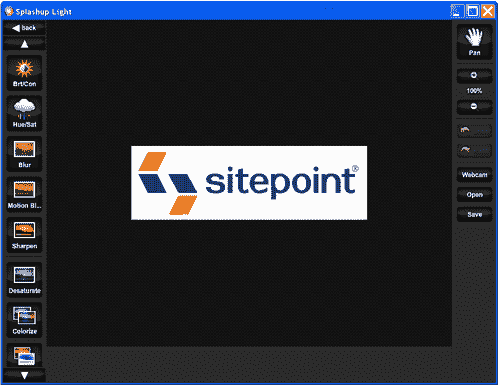 Splashup Light
back
Brt/Con
Hue/Sat
Blur
Motion Bl...
Sharpen
Desaturate
Colorize
sitepoint®
Pan
100%
Webcam
Open
Save